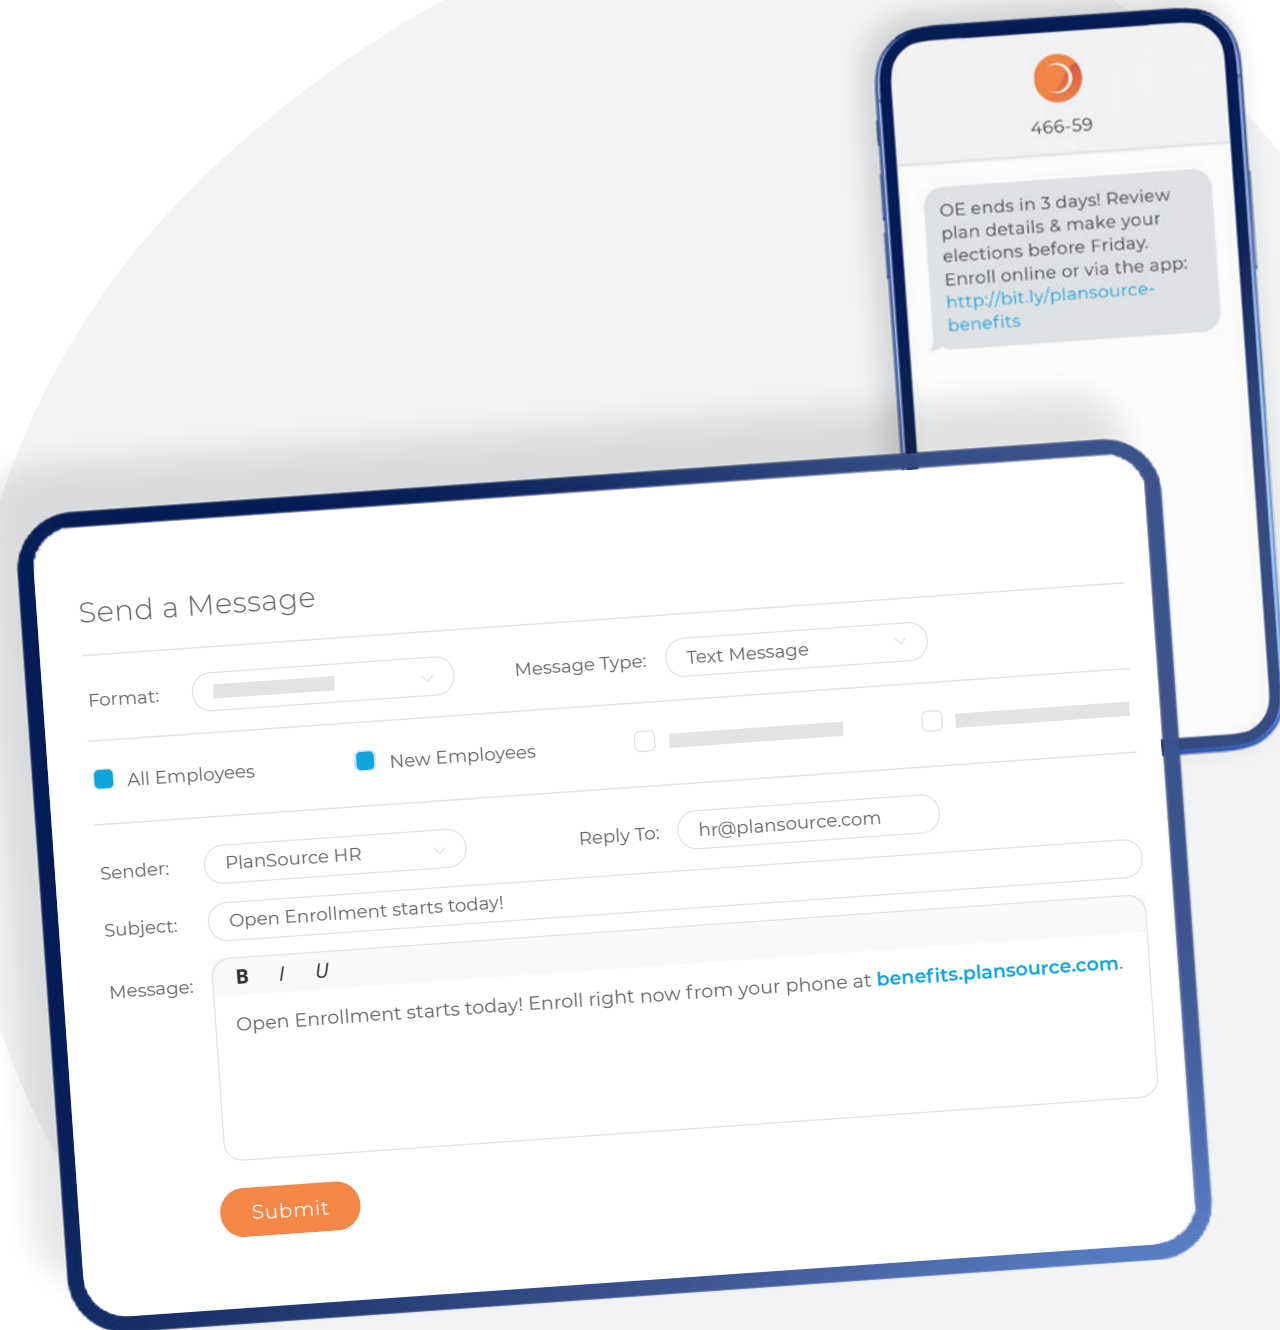 466-59
OE ends in 3 days! Review
plan details & make your
elections before Friday.
Enroll online or via the app:
http://bit.ly/plansource-
benefits
Send a Message
Format:
Message Type: Text Message
All Employees New Employees
Sender: PlanSource HR Reply To: hr@plansource.com
Subject: Open Enrollment starts today!
B I U
Message:
Open Enrollment starts today! Enroll right now from your phone at benefits.plansource.com.
Submit